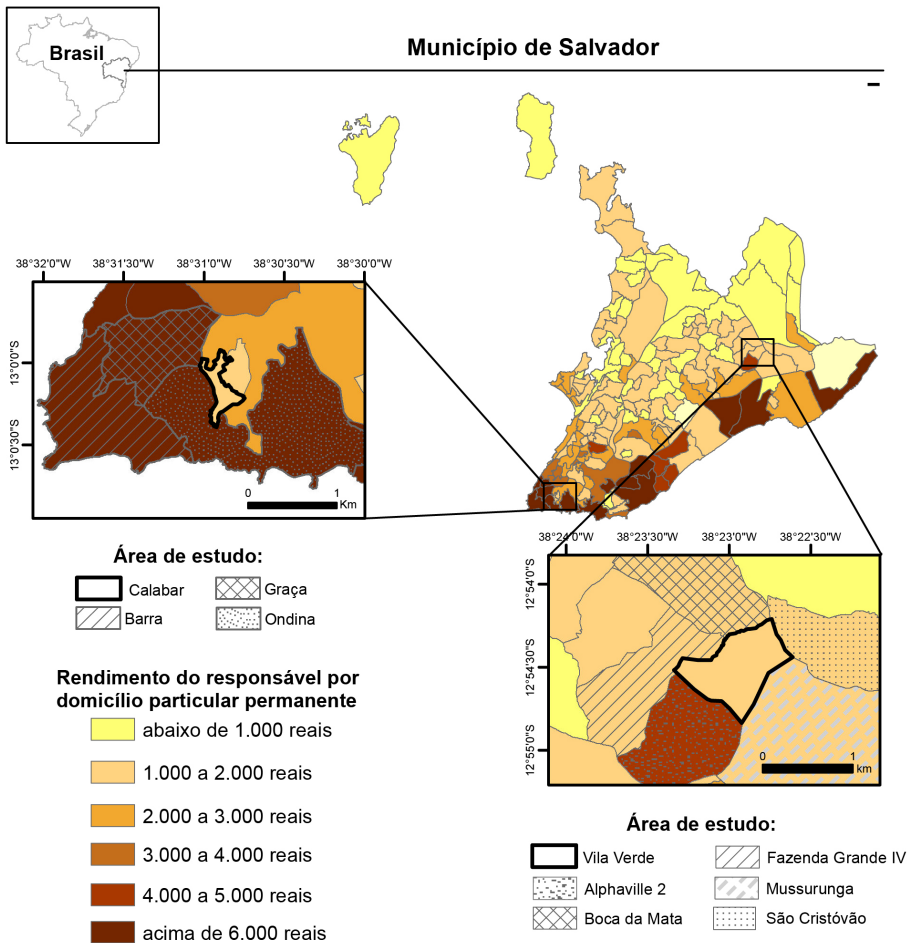 Brasil
Município de Salvador
38°32'0"W 38°31'30"W 38°31'0"W 38°30'30"W 38°30'0"W
13°0'0"S
13°0'30"S
0 1
Km
Área de estudo:
Calabar
Graça
Barra
Ondina
Rendimento do responsável por
domicílio particular permanente
abaixo de 1.000 reais
1.000 a 2.000 reais
2.000 a 3.000 reais
3.000 a 4.000 reais
4.000 a 5.000 reais
acima de 6.000 reais
38°24'0"W 38°23'30"W 38°23'0"W 38°22'30"W
12°54'0"S
12°54'30"S
12°55'0"S
0 1
km
Área de estudo:
Vila Verde
Fazenda Grande IV
Alphaville 2
Mussurunga
Boca da Mata
São Cristóvão